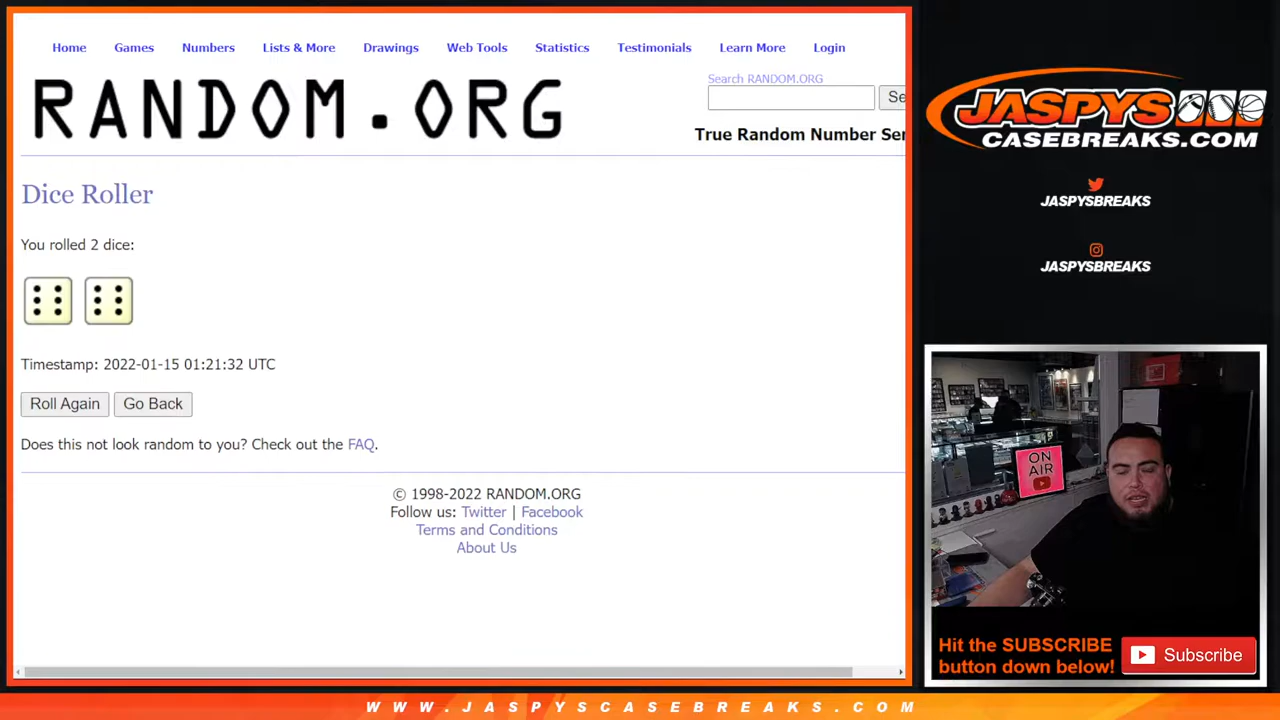 Home Games Numbers Lists & More Drawings Web Tools Statistics Testimonials Learn More Login
RANDOM.ORG
Search RANDOM.ORG
Se
True Random Number Ser
Dice Roller
You rolled 2 dice:
Timestamp: 2022-01-15 01:21:32 UTC
Roll Again Go Back
Does this not look random to you? Check out the FAQ.
© 1998-2022 RANDOM.ORG
Follow us: Twitter | Facebook
Terms and Conditions
About Us
JASPYS
CASEBREAKS.COM
JASPYSBREAKS
JASPYSBREAKS
ON
AIR
Hit the SUBSCRIBE
button down below!
Subscribe
WWW.JASPYSCASEBREAKS.COM